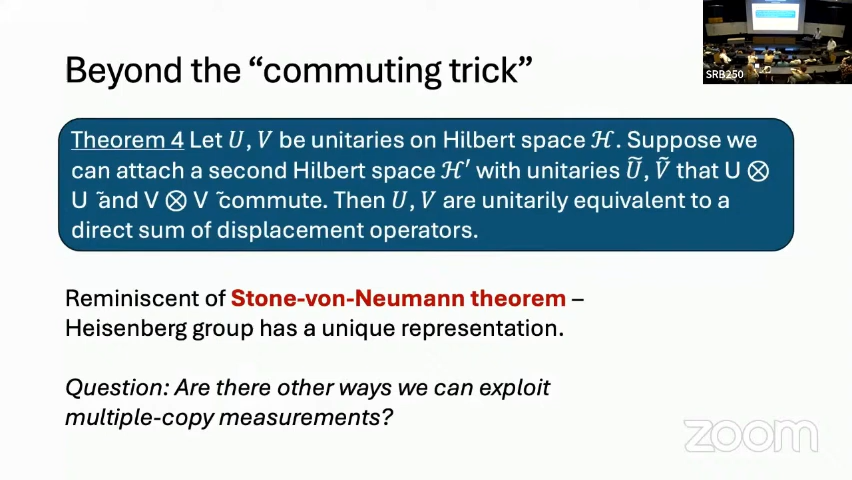 Beyond the “commuting trick”
SRB250
Theorem 4 Let U, V be unitaries on Hilbert space ℋ. Suppose we
can attach a second Hilbert space ℋ′ with unitaries Ũ, Ṽ that U ⊗
U ̃and V ⊗ V ̃commute. Then U, V are unitarily equivalent to a
direct sum of displacement operators.
Reminiscent of Stone-von-Neumann theorem –
Heisenberg group has a unique representation.
Question: Are there other ways we can exploit
multiple-copy measurements?
zoom